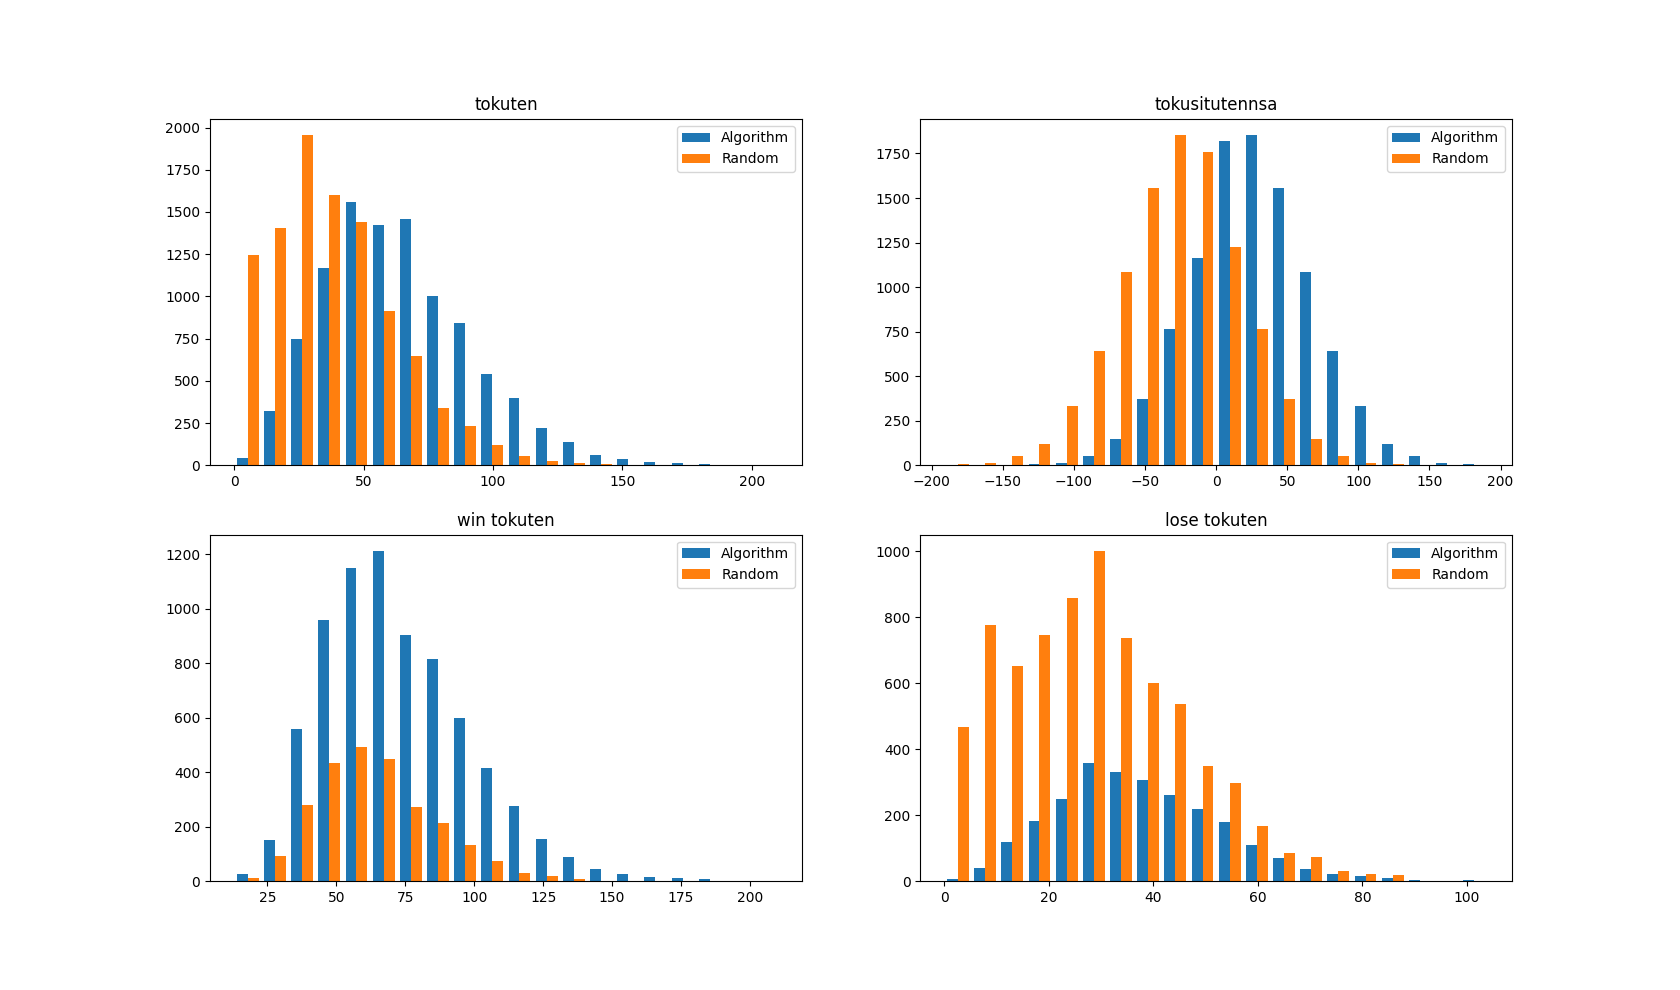 tokuten
2000
1750
1500
1250
1000
750
500
250
0
0 50 100 150 200
Algorithm
Random
tokusitutennsa
1750
1500
1250
1000
750
500
250
0
−200 −150 −100 −50 0 50 100 150 200
Algorithm
Random
win tokuten
1200
1000
800
600
400
200
0
25 50 75 100 125 150 175 200
Algorithm
Random
lose tokuten
1000
800
600
400
200
0
0 20 40 60 80 100
Algorithm
Random